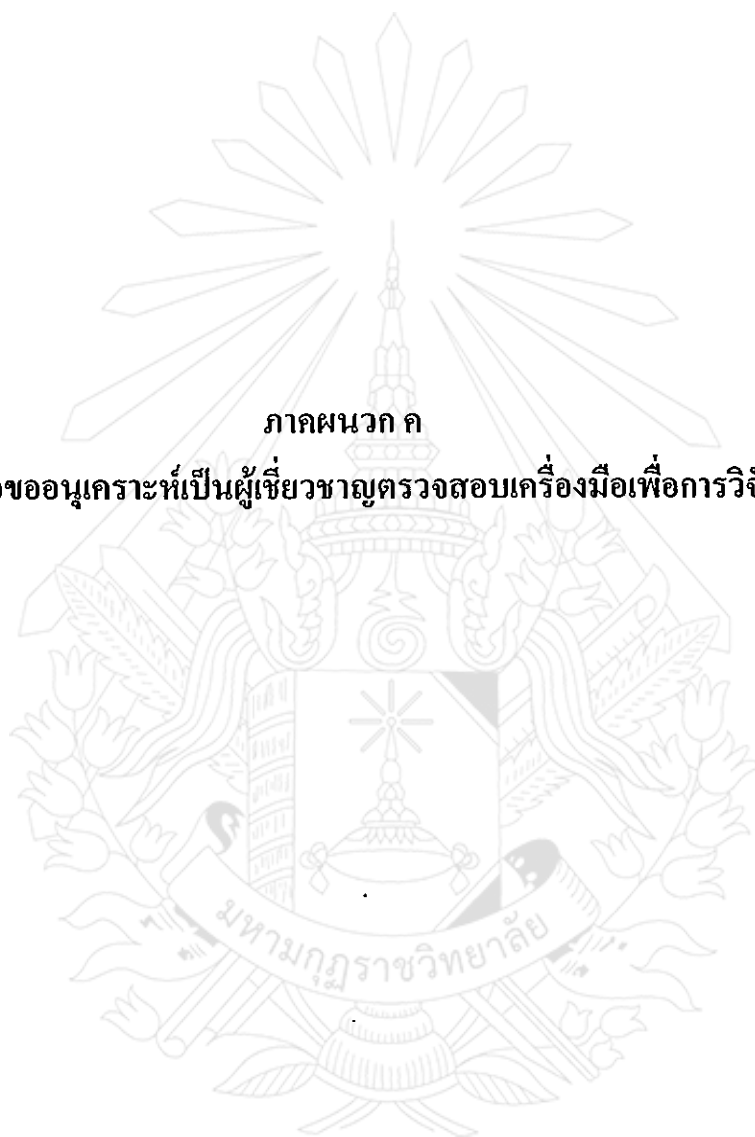 ภาคผนวก ค
ขออนุเคราะห์เป็นผู้เชี่ยวชาญตรวจสอบเครื่องมือเพื่อการ
มหามกุฏราชวิทยาลัย